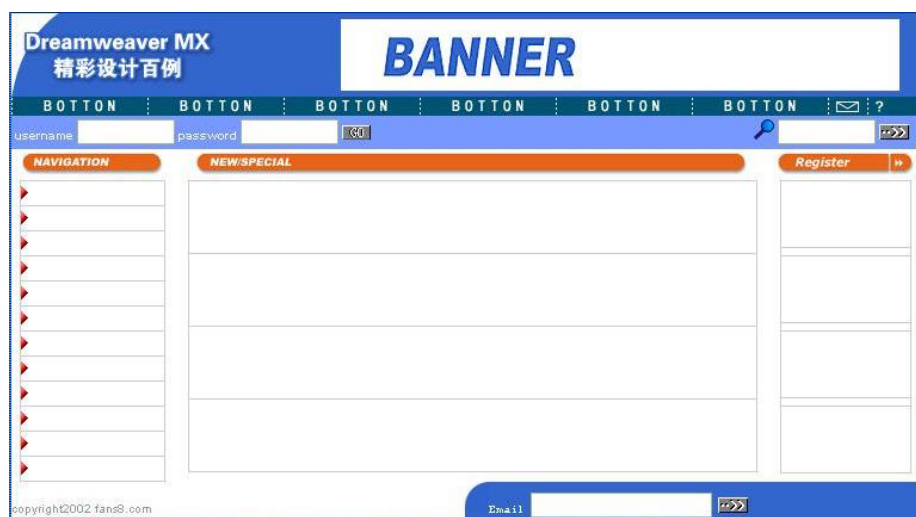 Dreamweaver MX
精彩设计百例
BANNER
BOTTON BOTTON BOTTON BOTTON BOTTON BOTTON ?
username password GO
NAVIGATION
NEW/SPECIAL
Register
copyright2002 fans8.com
Email